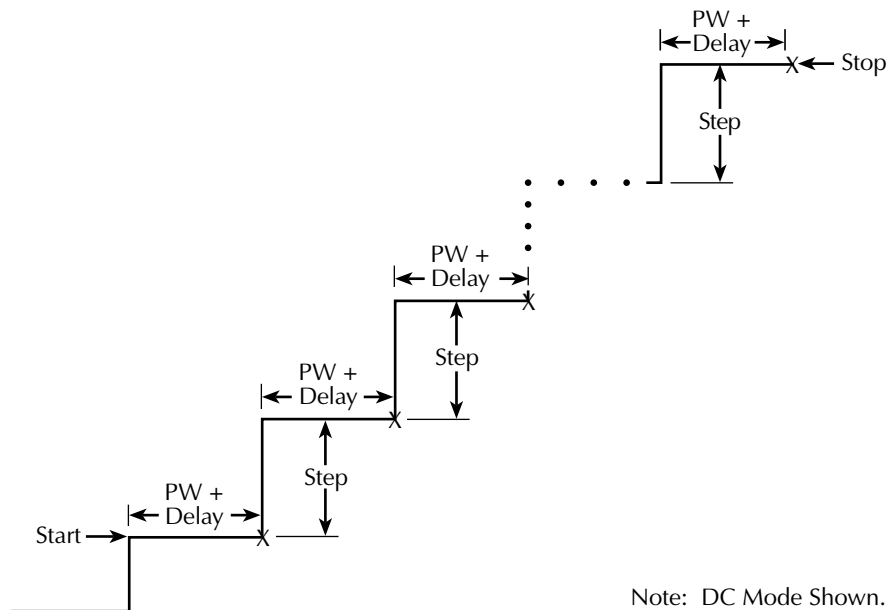 PW +
Delay
Stop
Step
PW +
Delay
Step
PW +
Delay
Step
PW +
Delay
Start
X
X
X
X
X
Note: DC Mode Shown.